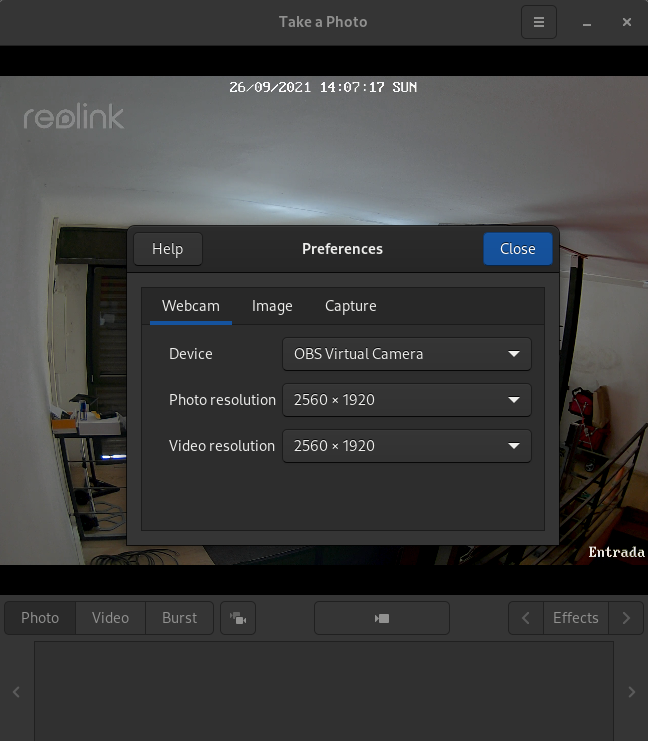 Take a Photo
26/09/2021 14:07:17 SUN
reolink
Help
Preferences
Close
Webcam
Image
Capture
Device
OBS Virtual Camera
Photo resolution
2560 × 1920
Video resolution
2560 × 1920
Entrada
Photo
Video
Burst
Effects